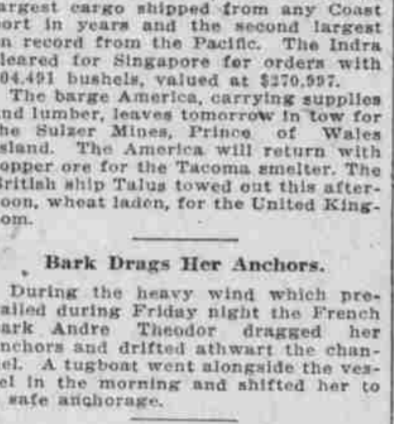 argest cargo shipped from any Coast
ort in years and the second largest
n record from the Pacific. The Indra
leared for Singapore for orders with
04,491 bushels, valued at $270,997.
The barge America, carrying supplies
nd lumber, leaves tomorrow in tow for
he Sulzer Mines, Prince of Wales
sland. The America will return with
opper ore for the Tacoma smelter. The
British ship Talus towed out this after-
oon, wheat laden, for the United King-
om.
Bark Drags Her Anchors.
During the heavy wind which pre-
ailed during Friday night the French
ark Andre Theodor dragged her
nchors and drifted athwart the chan-
el. A tugboat went alongside the ves-
el in the morning and shifted her to
safe anchorage.